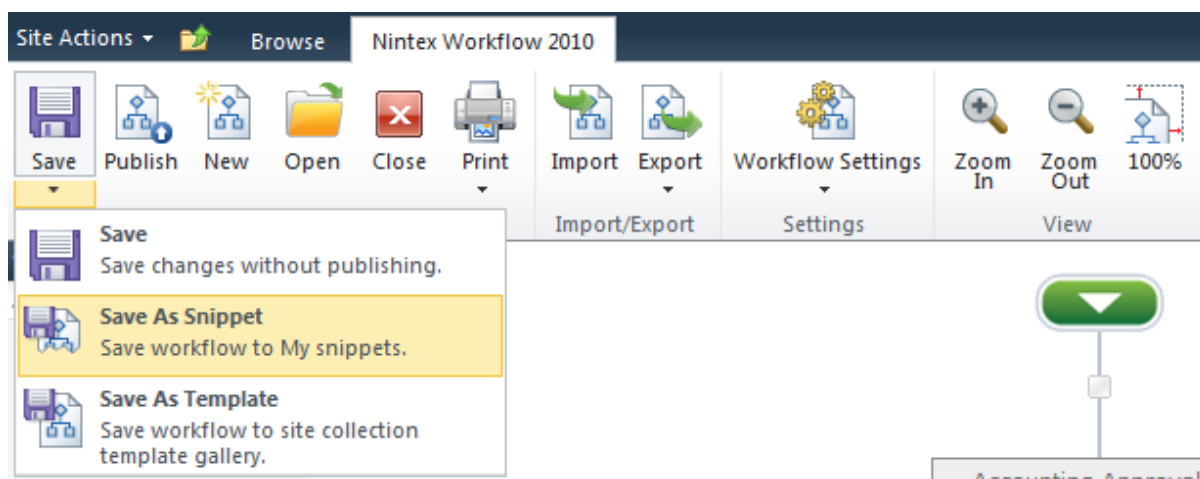 Site Actions Browse Nintex Workflow 2010
Save Publish New Open Close Print Import Export Workflow Settings Zoom In Zoom Out 100%
Import/Export Settings View
Save
Save changes without publishing.
Save As Snippet
Save workflow to My snippets.
Save As Template
Save workflow to site collection
template gallery.
Accounting Approval